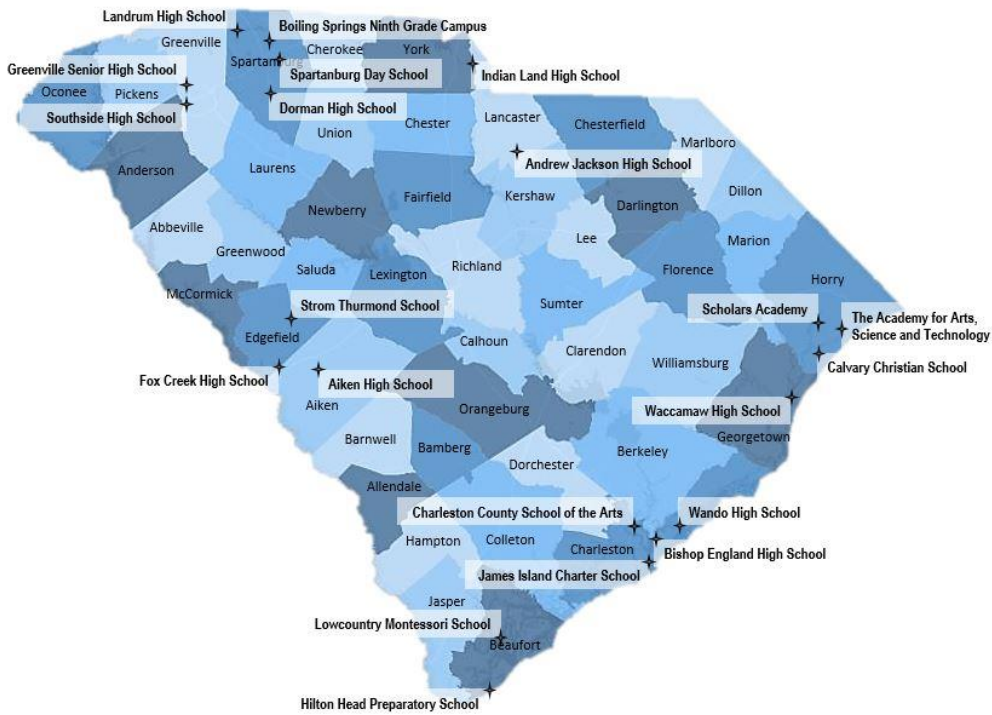 Landrum High School
Boiling Springs Ninth Grade Campus
Greenville
Cherokee
York
Spartanburg
Greenville Senior High School
Spartanburg Day School
Indian Land High School
Oconee
Pickens
Southside High School
Dorman High School
Lancaster
Chesterfield
Chester
Union
Marlboro
Andrew Jackson High School
Anderson
Laurens
Dillon
Kershaw
Fairfield
Darlington
Newberry
Abbeville
Lee
Marion
Greenwood
Saluda
Lexington
Richland
Florence
Horry
McCormick
Sumter
Strom Thurmond School
Scholars Academy
The Academy for Arts,
Science and Technology
Edgefield
Calhoun
Clarendon
Williamsburg
Calvary Christian School
Fox Creek High School
Aiken High School
Aiken
Orangeburg
Waccamaw High School
Georgetown
Barnwell
Bamberg
Berkeley
Dorchester
Allendale
Charleston County School of the Arts
Wando High School
Hampton
Colleton
Charleston
Bishop England High School
James Island Charter School
Jasper
Lowcountry Montessori School
Beaufort
Hilton Head Preparatory School